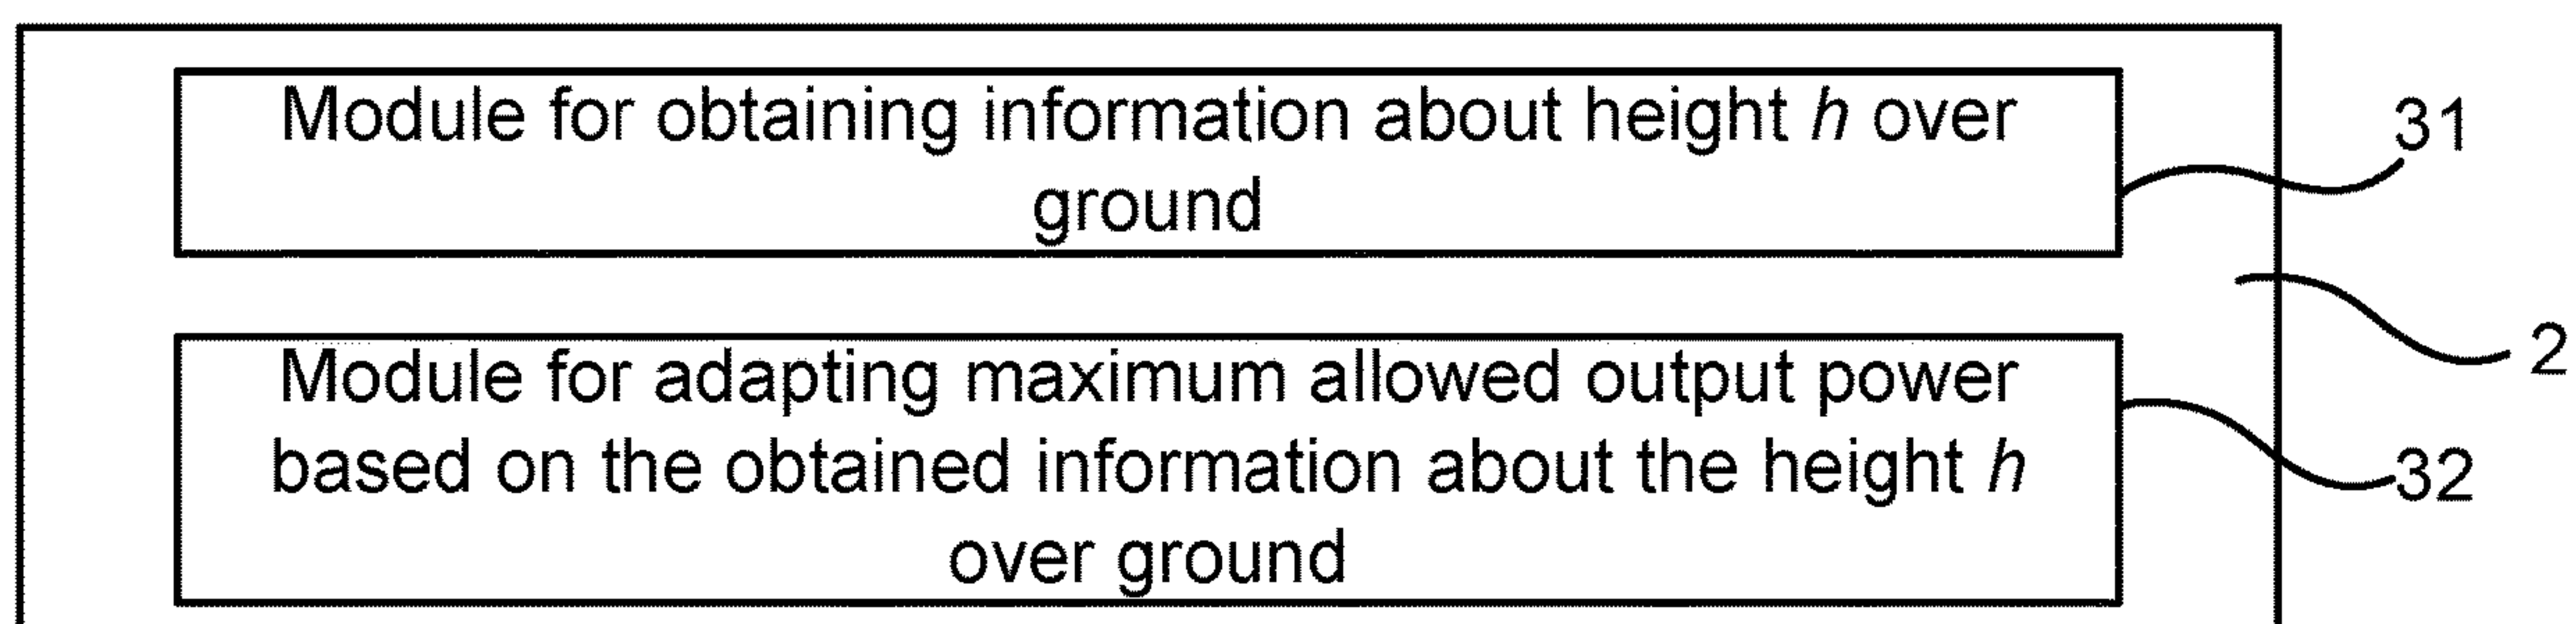 Module for obtaining information about height h over
ground
31
2
Module for adapting maximum allowed output power
based on the obtained information about the height h
over ground
32